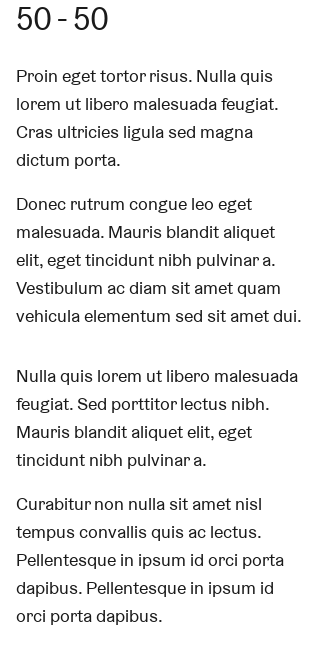 50 - 50
Proin eget tortor risus. Nulla quis
lorem ut libero malesuada feugiat.
Cras ultricies ligula sed magna
dictum porta.
Donec rutrum congue leo eget
malesuada. Mauris blandit aliquet
elit, eget tincidunt nibh pulvinar a.
Vestibulum ac diam sit amet quam
vehicula elementum sed sit amet dui.
Nulla quis lorem ut libero malesuada
feugiat. Sed porttitor lectus nibh.
Mauris blandit aliquet elit, eget
tincidunt nibh pulvinar a.
Curabitur non nulla sit amet nisl
tempus convallis quis ac lectus.
Pellentesque in ipsum id orci porta
dapibus. Pellentesque in ipsum id
orci porta dapibus.